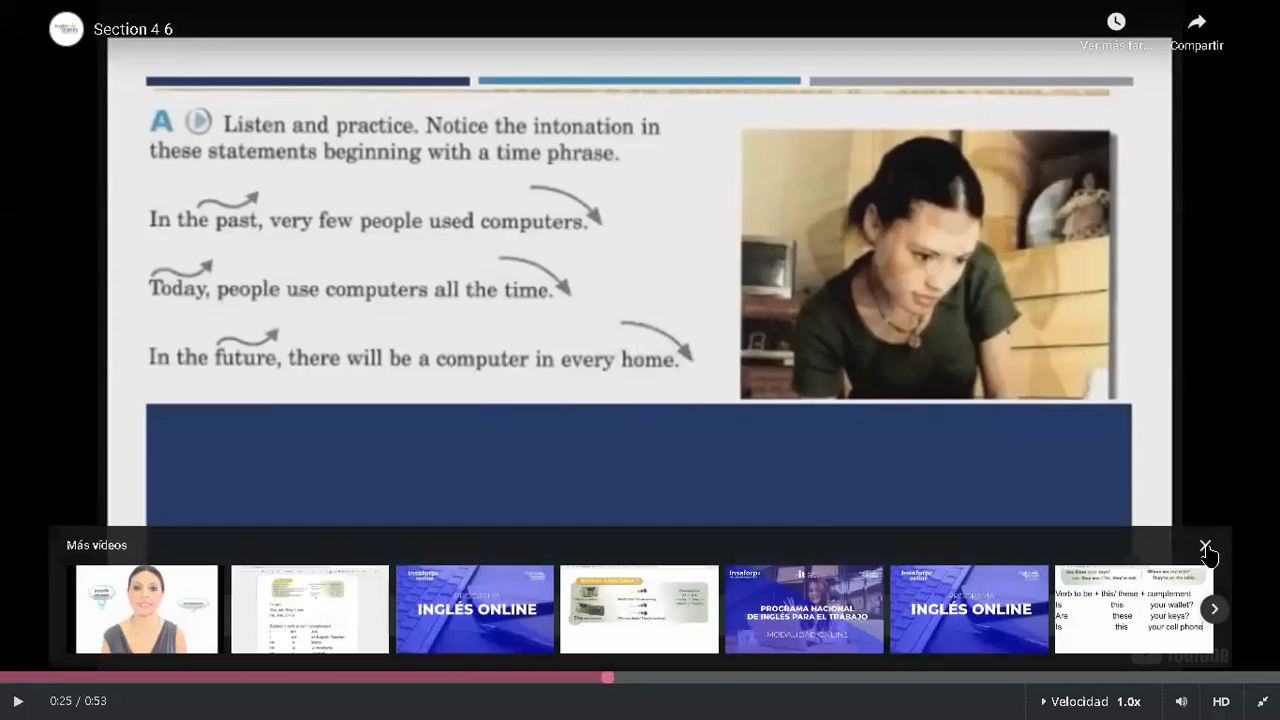 Section 4 6
Ver más tar...
Compartir
A Listen and practice. Notice the intonation in
these statements beginning with a time phrase.
In the past, very few people used computers.
Today, people use computers all the time.
In the future, there will be a computer in every home.
Más vídeos
INGLÉS ONLINE
PROGRAMA NACIONAL
DE INGLÉS PARA EL TRABAJO
MODALIDAD ONLINE
PROGRAMA
INGLÉS ONLINE
verb to be + this/ these + complement
Is this your wallet?
Are these your keys?
Is this your cell phone
YouTube
0:25 / 0:53
Velocidad 1.0x
HD